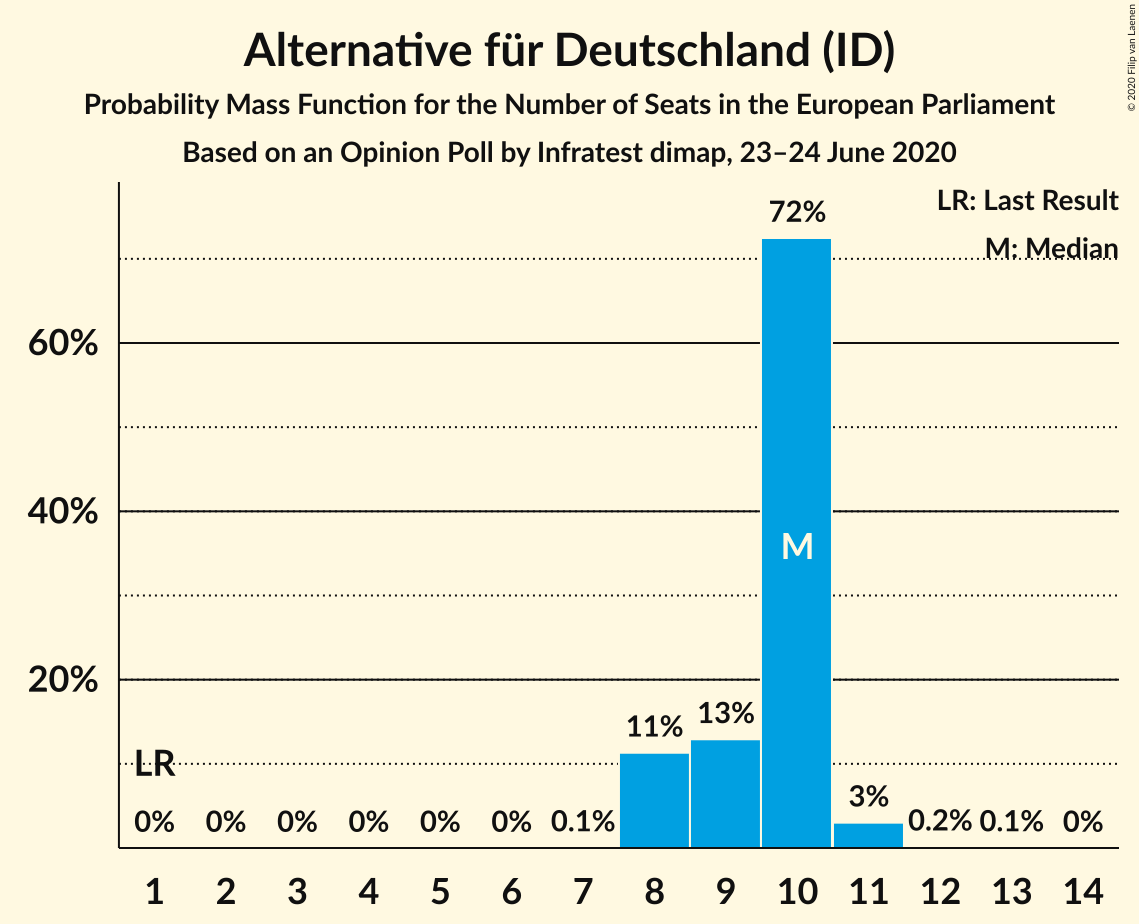 Alternative für Deutschland (ID)
Probability Mass Function for the Number of Seats in the European Parliament
Based on an Opinion Poll by Infratest dimap, 23–24 June 2020
© 2020 Filip van Laenen
LR: Last Result
M: Median
72%
60%
40%
M
20%
11%
13%
LR
3%
0%
0%
0%
0%
0%
0%
0.1%
0.2%
0.1%
0%
1 2 3 4 5 6 7 8 9 10 11 12 13 14